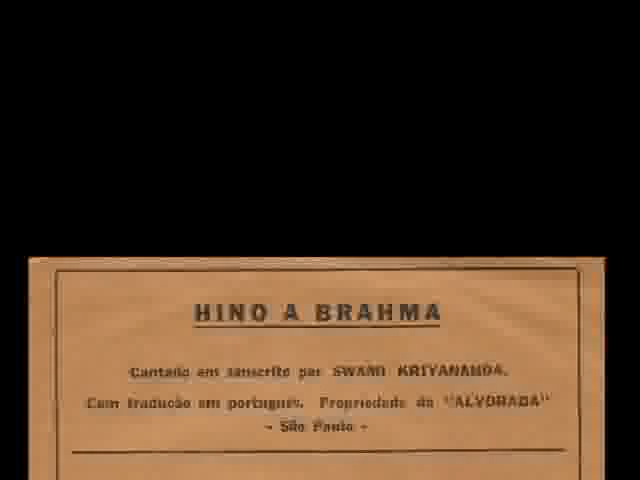 HINO A BRAHMA
Cantado em sanscrito por SWAMI KRIYANANDA.
Com tradução em português. Propriedade da "ALVORADA"
- São Paulo -